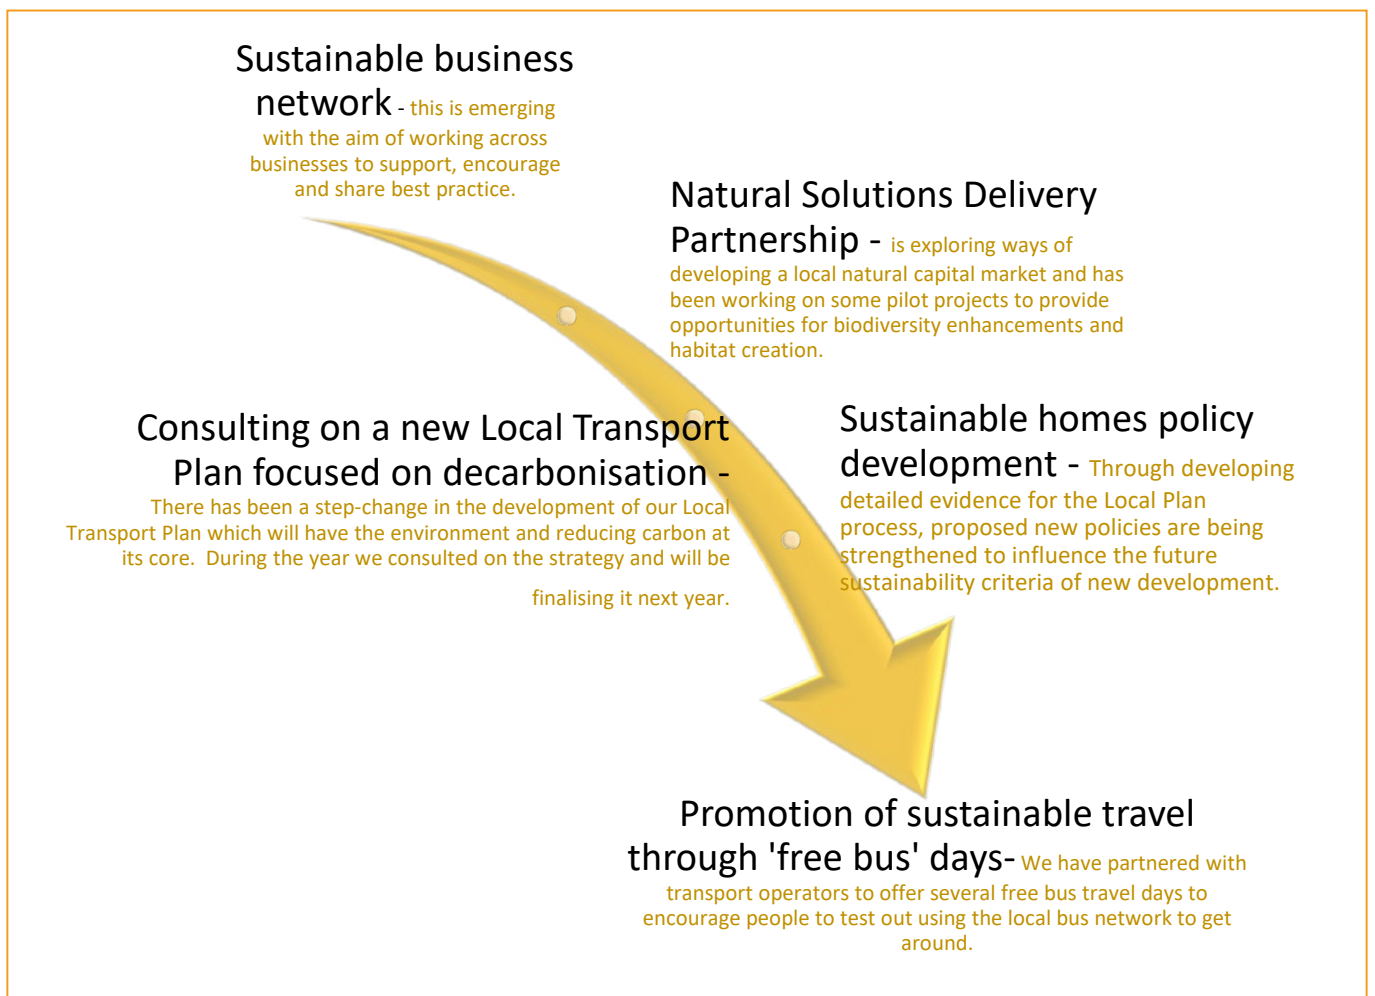 Sustainable business
network - this is emerging
with the aim of working across
businesses to support, encourage
and share best practice.
Natural Solutions Delivery
Partnership - is exploring ways of
developing a local natural capital market and has
been working on some pilot projects to provide
opportunities for biodiversity enhancements and
habitat creation.
Consulting on a new Local Transport
Plan focused on decarbonisation -
There has been a step-change in the development of our Local
Transport Plan which will have the environment and reducing carbon at
its core.  During the year we consulted on the strategy and will be
finalising it next year.
Sustainable homes policy
development - Through developing
detailed evidence for the Local Plan
process, proposed new policies are being
strengthened to influence the future
sustainability criteria of new development.
Promotion of sustainable travel
through 'free bus' days- We have partnered with
transport operators to offer several free bus travel days to
encourage people to test out using the local bus network to get
around.